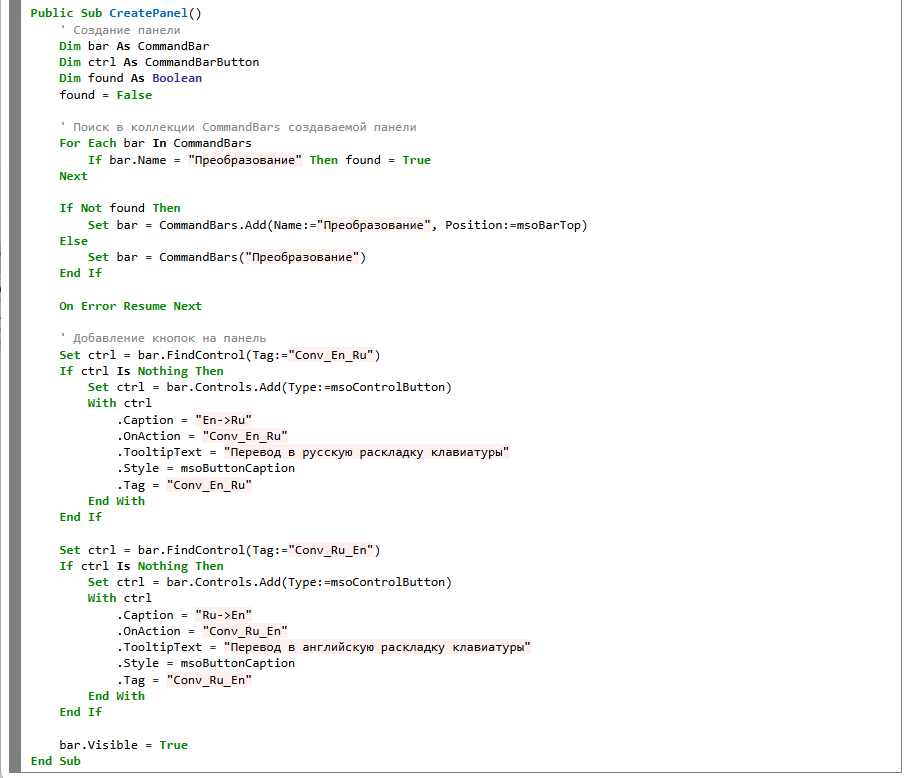 Public Sub CreatePanel()
' Создание панели
Dim bar As CommandBar
Dim ctrl As CommandBarButton
Dim found As Boolean
found = False
' Поиск в коллекции CommandBars создаваемой панели
For Each bar In CommandBars
If bar.Name = "Преобразование" Then found = True
Next
If Not found Then
Set bar = CommandBars.Add(Name:="Преобразование", Position:=msoBarTop)
Else
Set bar = CommandBars("Преобразование")
End If
On Error Resume Next
' Добавление кнопок на панель
Set ctrl = bar.FindControl(Tag:="Conv_En_Ru")
If ctrl Is Nothing Then
Set ctrl = bar.Controls.Add(Type:=msoControlButton)
With ctrl
.Caption = "En->Ru"
.OnAction = "Conv_En_Ru"
.TooltipText = "Перевод в русскую раскладку клавиатуры"
.Style = msoButtonCaption
.Tag = "Conv_En_Ru"
End With
End If
Set ctrl = bar.FindControl(Tag:="Conv_Ru_En")
If ctrl Is Nothing Then
Set ctrl = bar.Controls.Add(Type:=msoControlButton)
With ctrl
.Caption = "Ru->En"
.OnAction = "Conv_Ru_En"
.TooltipText = "Перевод в английскую раскладку клавиатуры"
.Style = msoButtonCaption
.Tag = "Conv_Ru_En"
End With
End If
bar.Visible = True
End Sub